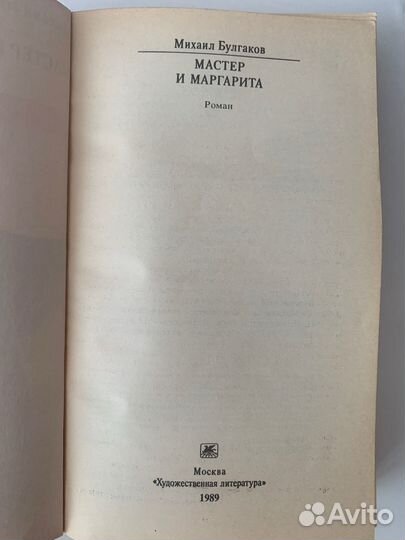 Михаил Булгаков
МАСТЕР
И МАРГАРИТА
Роман
Москва
«Художественная литература»
1989
Avito